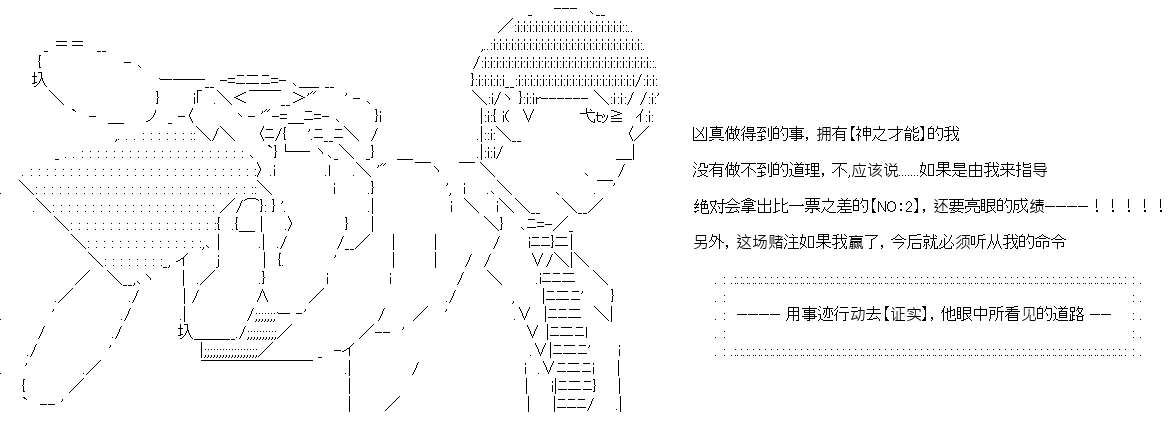 凶真做得到的事，拥有【神之才能】的我
没有做不到的道理，不,应该说......如果是由我来指导
绝对会拿出比一票之差的【NO:2】，还要亮眼的成绩————！！！！！
另外，这场赌注如果我赢了，今后就必须听从我的命令
———— 用事迹行动去【证实】，他眼中所看见的道路 ——